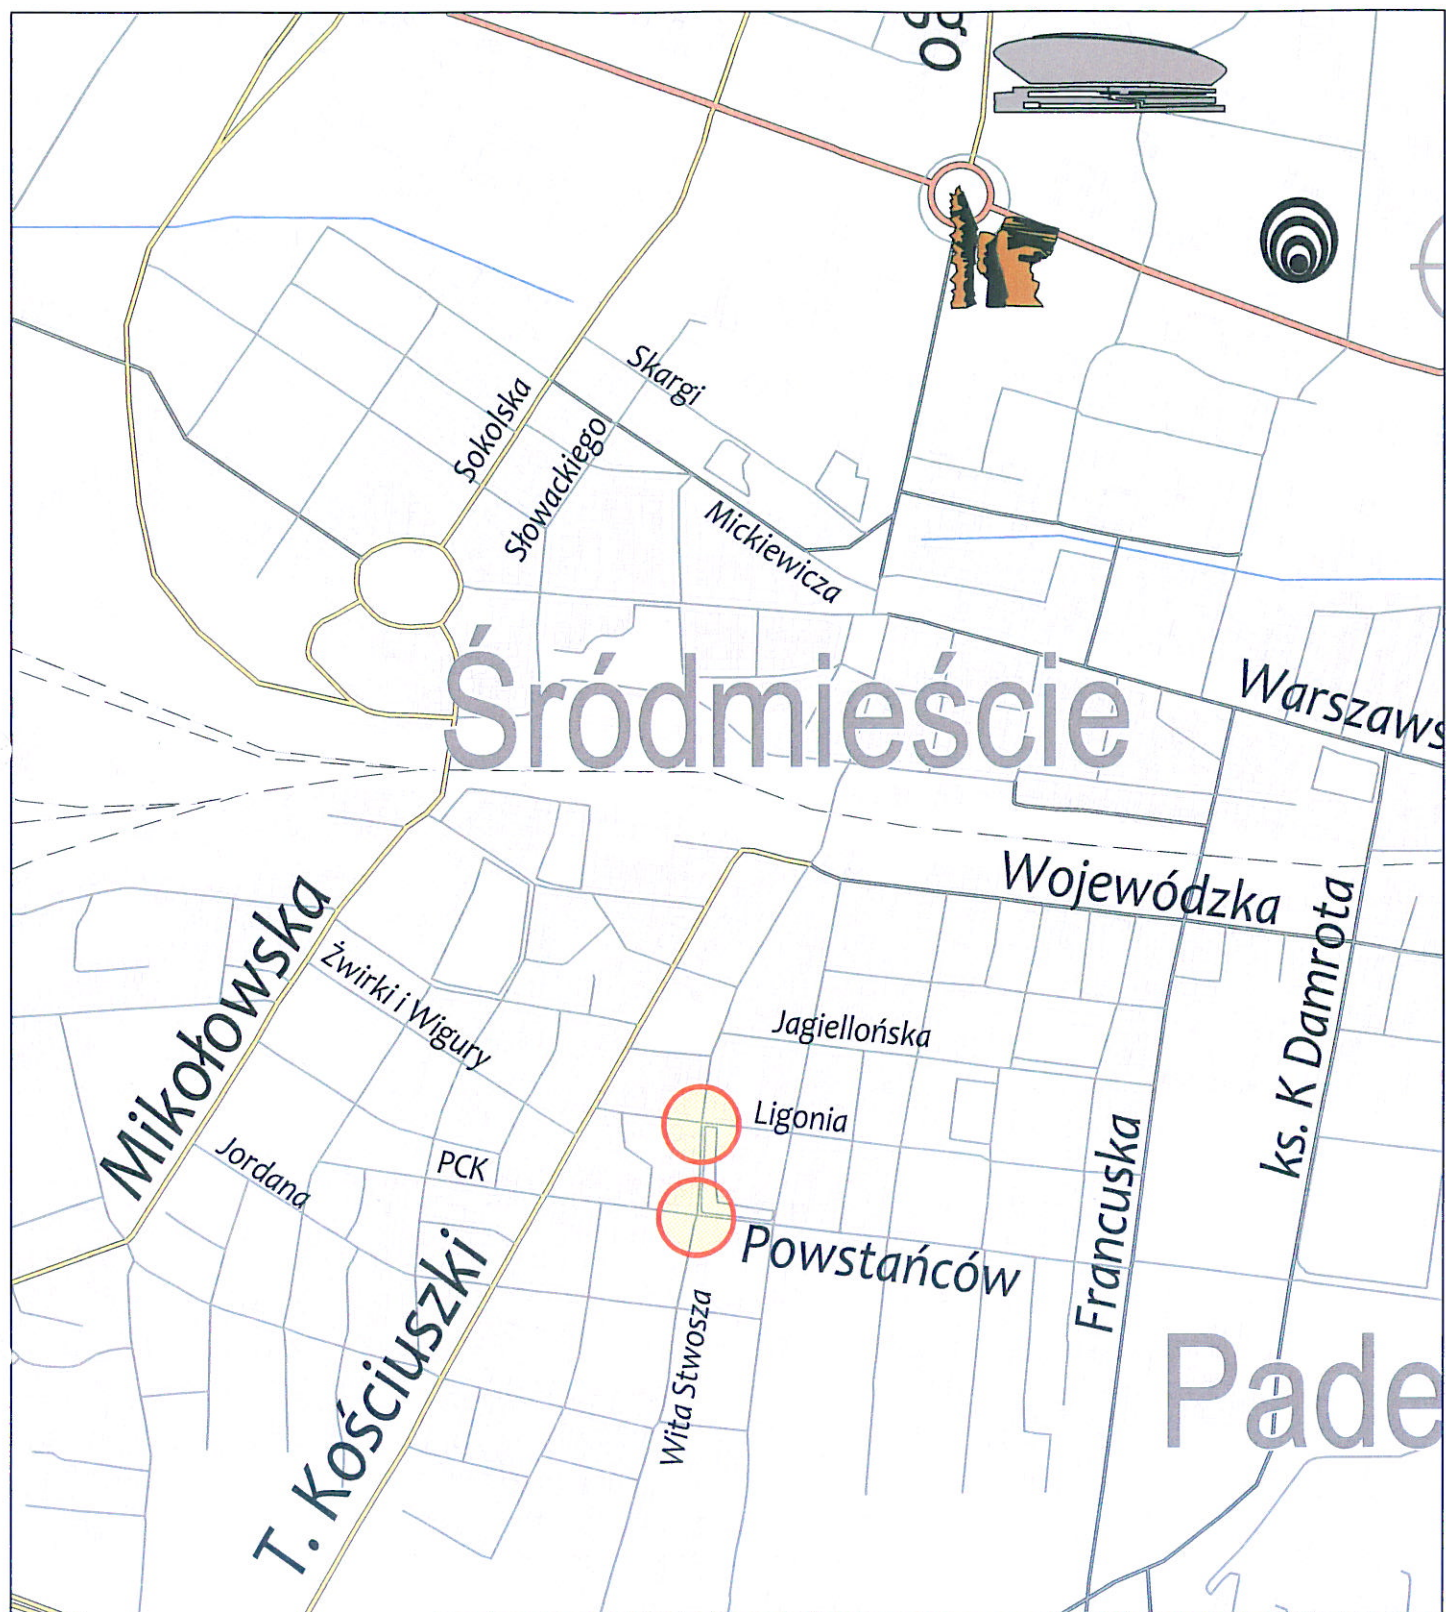 go
Skargi
Sokolska
Słowackiego
Mickiewicza
Śródmieście
Warszaws
Wojewódzka
Mikołowska
ks. K Damrota
Żwirki i Wigury
Jagiellońska
Ligonia
Francuska
PCK
Jordana
Powstańców
T. Kościuszki
Wita Stwosza
Pade